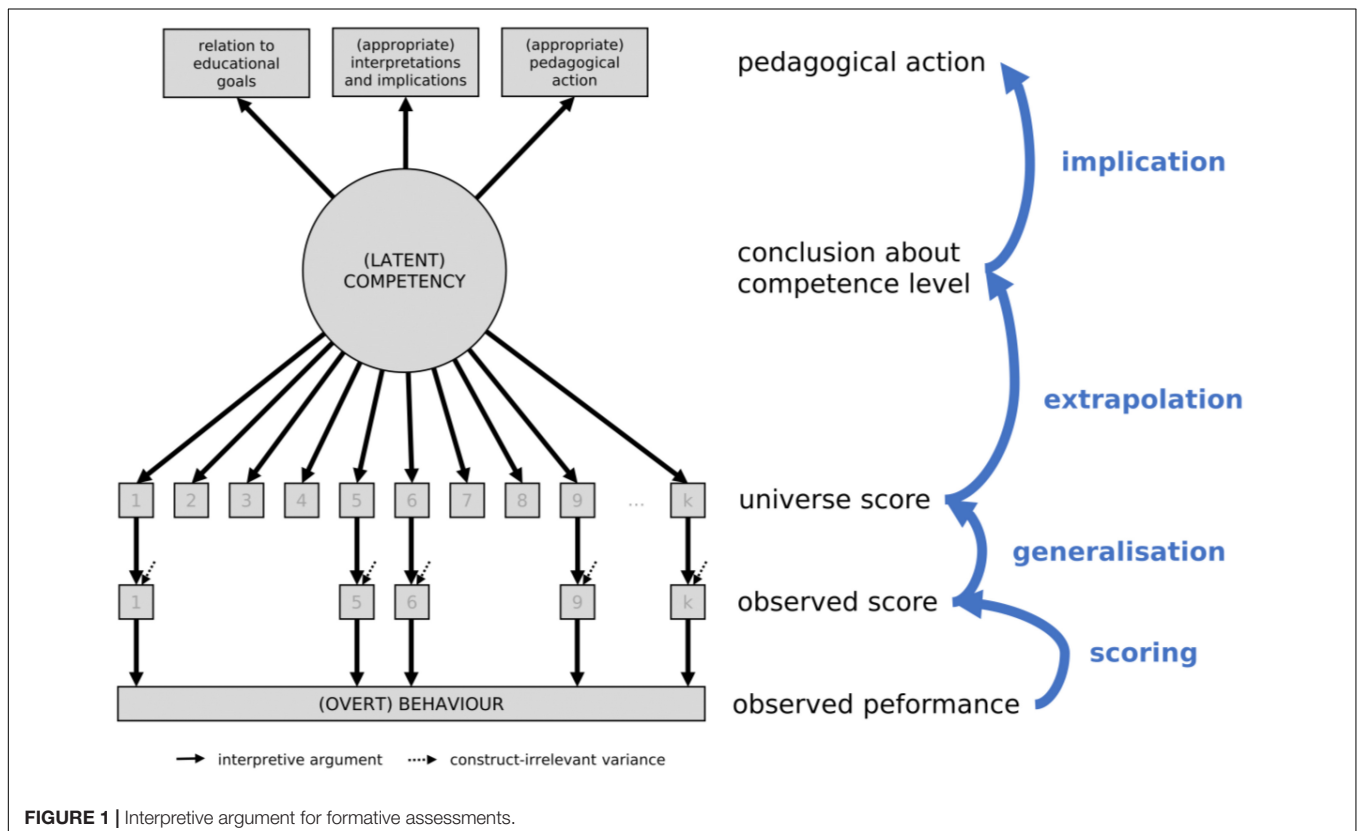 relation to
educational
goals
(appropriate)
interpretations
and implications
(appropriate)
pedagogical
action
pedagogical action
implication
(LATENT)
COMPETENCY
conclusion about
competence level
extrapolation
1 2 3 4 5 6 7 8 9 ... k
universe score
generalisation
1 5 6 9 k
observed score
scoring
(OVERT) BEHAVIOUR
observed peformance
interpretive argument
construct-irrelevant variance
FIGURE 1 | Interpretive argument for formative assessments.